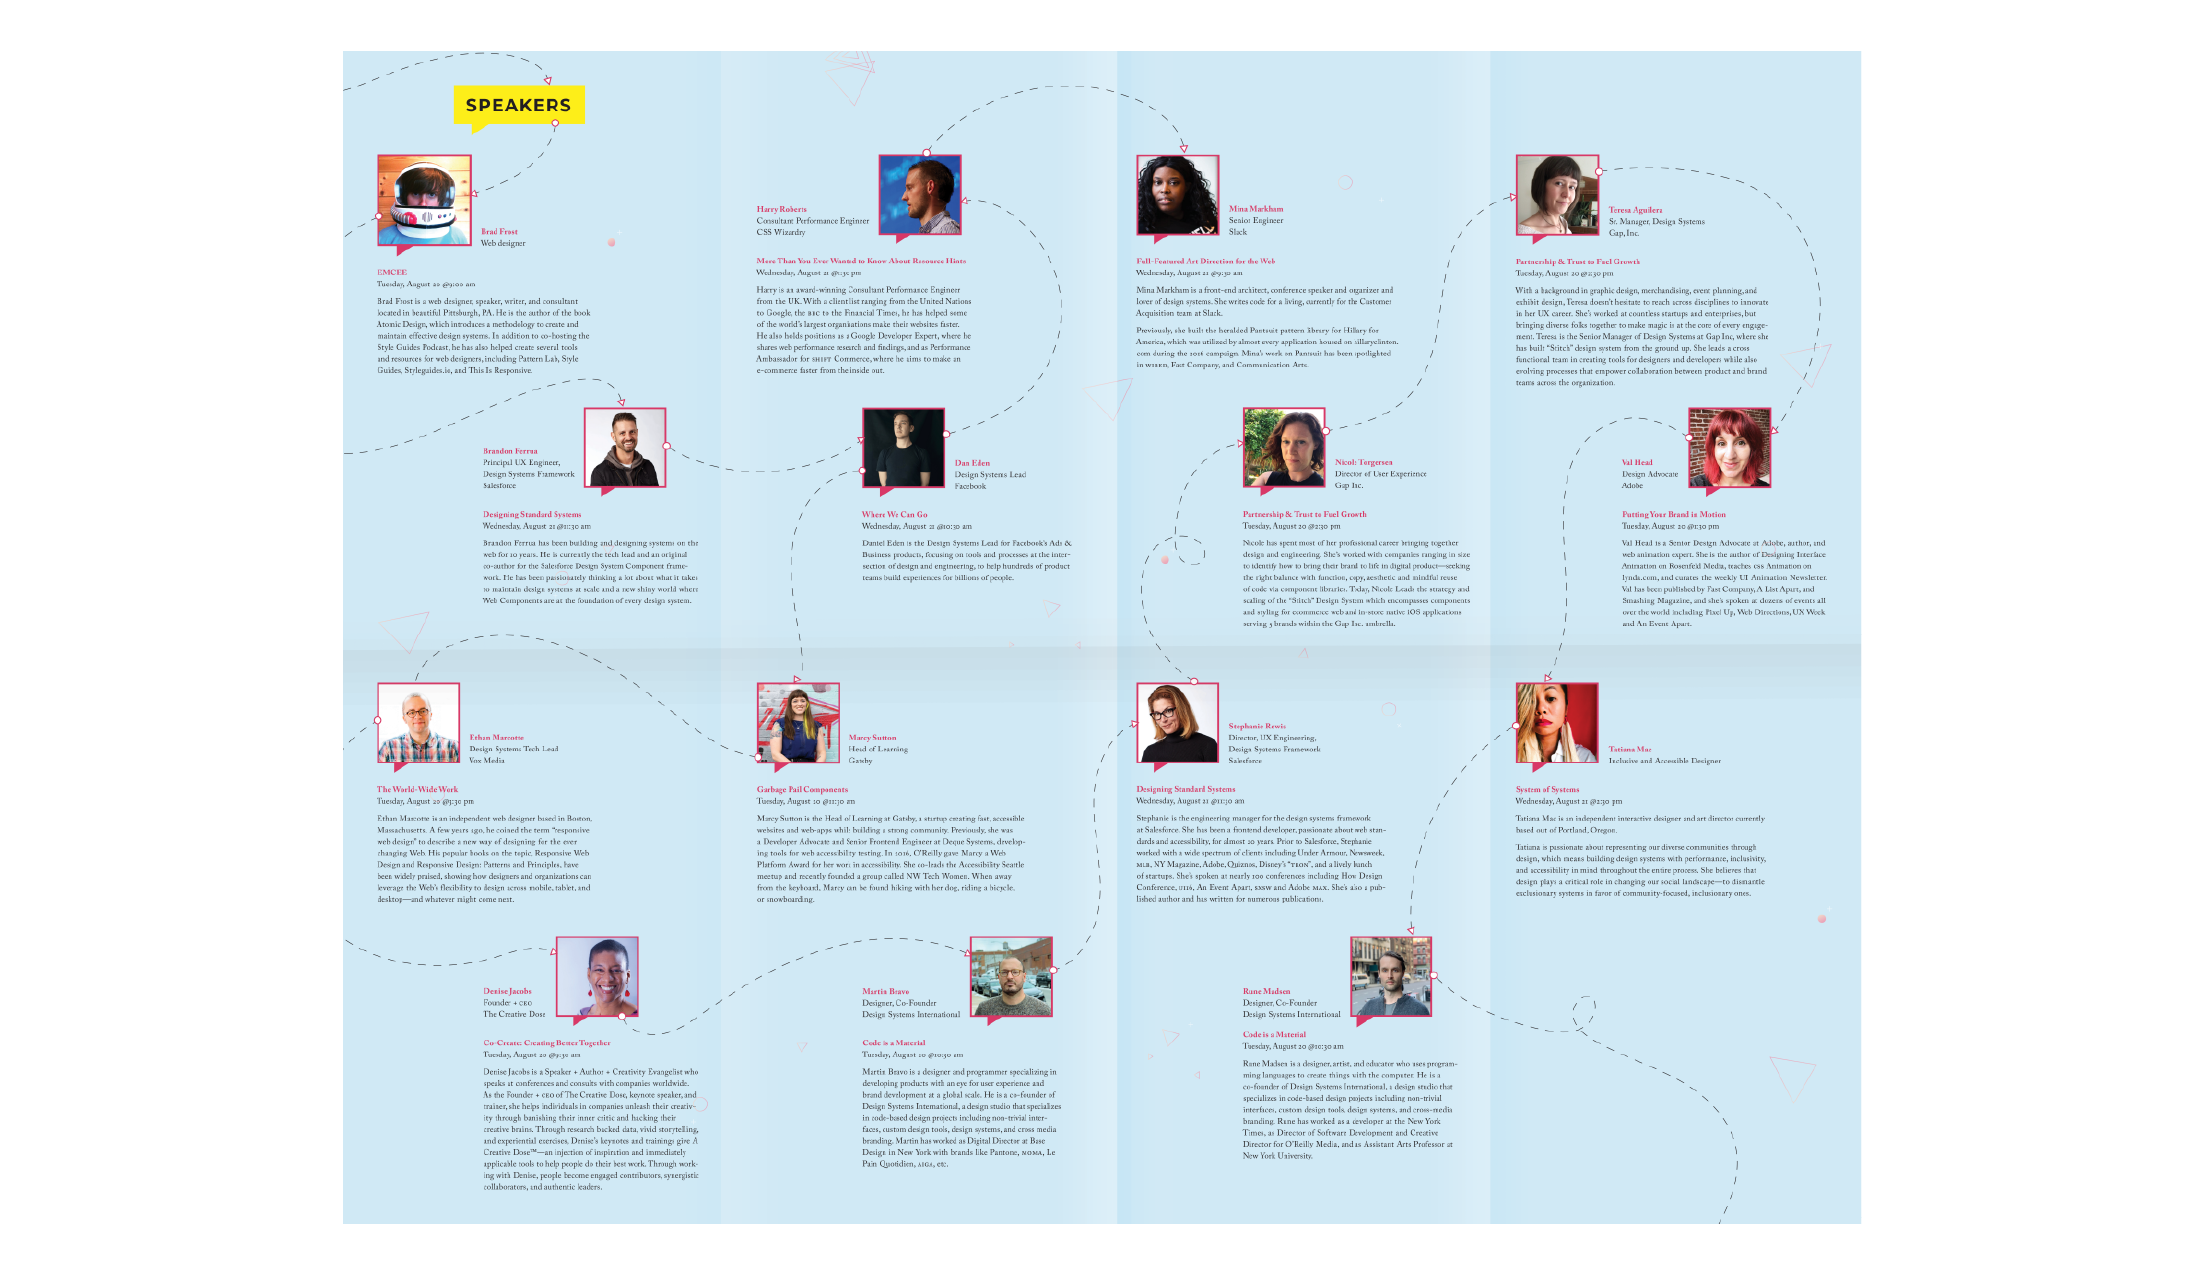 SPEAKERS
Brad Frost
Web designer
EMCEE
Tuesday, August 20 @9:00 am
Brad Frost is a web designer, speaker, writer, and consultant
located in beautiful Pittsburgh, PA. He is the author of the book
Atomic Design, which introduces a methodology to create and
maintain effective design systems. In addition to co-hosting the
Style Guides Podcast, he has also helped create several tools
and resources for web designers, including Pattern Lab, Style
Guides, Styleguides.io, and This Is Responsive.
Harry Roberts
Consultant Performance Engineer
CSS Wizardry
More Than You Ever Wanted to Know About Resource Hints
Wednesday, August 21 @1:30 pm
Harry is an award-winning Consultant Performance Engineer
from the UK. With a client list ranging from the United Nations
to Google, the BBC to the Financial Times, he has helped some
of the world's largest organisations make their websites faster.
He also holds positions as a Google Developer Expert, where he
shares web performance research and findings, and as Performance
Ambassador for SHIFT Commerce, where he aims to make an
e-commerce faster from the inside out.
Mina Markham
Senior Engineer
Slack
Full-Featured Art Direction for the Web
Wednesday, August 21 @9:30 am
Mina Markham is a front-end architect, conference speaker and organizer and
lover of design systems. She writes code for a living, currently for the Customer
Acquisition team at Slack.
Previously, she built the heralded Pantsuit pattern library for Hillary for
America, which was utilized by almost every application housed on hillaryclinton.
com during the 2016 campaign. Mina's work on Pantsuit has been spotlighted
in WIRED, Fast Company, and Communication Arts.
Teresa Aguilera
Sr. Manager, Design Systems
Gap, Inc.
Partnership & Trust to Fuel Growth
Tuesday, August 20 @2:30 pm
With a background in graphic design, merchandising, event planning, and
exhibit design, Teresa doesn't hesitate to reach across disciplines to innovate
in her UX career. She's worked at countless startups and enterprises, but
bringing diverse folks together to make magic is at the core of every engage-
ment. Teresa is the Senior Manager of Design Systems at Gap Inc, where she
has built "Stitch" design system from the ground up. She leads a cross
functional team in creating tools for designers and developers while also
evolving processes that empower collaboration between product and brand
teams across the organization.
Brandon Ferrua
Principal UX Engineer,
Design Systems Framework
Salesforce
Designing Standard Systems
Wednesday, August 21 @11:30 am
Brandon Ferrua has been building and designing systems on the
web for 10 years. He is currently the tech lead and an original
co-author for the Salesforce Design System Component frame-
work. He has been passionately thinking a lot about what it takes
to maintain design systems at scale and a new shiny world where
Web Components are at the foundation of every design system.
Dan Eden
Design Systems Lead
Facebook
Where We Can Go
Wednesday, August 21 @10:30 am
Daniel Eden is the Design Systems Lead for Facebook's Ads &
Business products, focusing on tools and processes at the inter-
section of design and engineering, to help hundreds of product
teams build experiences for billions of people.
Nicole Torgersen
Director of User Experience
Gap Inc.
Partnership & Trust to Fuel Growth
Tuesday, August 20 @2:30 pm
Nicole has spent most of her professional career bringing together
design and engineering. She's worked with companies ranging in size
to identify how to bring their brand to life in digital product—seeking
the right balance with function, copy, aesthetic and mindful reuse
of code via component libraries. Today, Nicole Leads the strategy and
scaling of the "Stitch" Design System which encompasses components
and styling for ecommerce web and in-store native iOS applications
serving 5 brands within the Gap Inc. umbrella.
Val Head
Design Advocate
Adobe
Putting Your Brand in Motion
Tuesday, August 20 @1:30 pm
Val Head is a Senior Design Advocate at Adobe, author, and
web animation expert. She is the author of Designing Interface
Animation on Rosenfeld Media, teaches CSS Animation on
lynda.com, and curates the weekly UI Animation Newsletter.
Val has been published by Fast Company, A List Apart, and
Smashing Magazine, and she's spoken at dozens of events all
over the world including Pixel Up, Web Directions, UX Week
and An Event Apart.
Ethan Marcotte
Design Systems Tech Lead
Vox Media
The World-Wide Work
Tuesday, August 20 @3:30 pm
Ethan Marcotte is an independent web designer based in Boston,
Massachusetts. A few years ago, he coined the term "responsive
web design" to describe a new way of designing for the ever
changing Web. His popular books on the topic, Responsive Web
Design and Responsive Design: Patterns and Principles, have
been widely praised, showing how designers and organizations can
leverage the Web's flexibility to design across mobile, tablet, and
desktop—and whatever might come next.
Marcy Sutton
Head of Learning
Gatsby
Garbage Pail Components
Tuesday, August 20 @11:30 am
Marcy Sutton is the Head of Learning at Gatsby, a startup creating fast, accessible
websites and web-apps while building a strong community. Previously, she was
a Developer Advocate and Senior Frontend Engineer at Deque Systems, develop-
ing tools for web accessibility testing. In 2016, O'Reilly gave Marcy a Web
Platform Award for her work in accessibility. She co-leads the Accessibility Seattle
meetup and recently founded a group called NW Tech Women. When away
from the keyboard, Marcy can be found hiking with her dog, riding a bicycle,
or snowboarding.
Stephanie Rewis
Director, UX Engineering,
Design Systems Framework
Salesforce
Designing Standard Systems
Wednesday, August 21 @11:30 am
Stephanie is the engineering manager for the design systems framework
at Salesforce. She has been a frontend developer, passionate about web stan-
dards and accessibility, for almost 20 years. Prior to Salesforce, Stephanie
worked with a wide spectrum of clients including Under Armour, Newsweek,
MLB, NY Magazine, Adobe, Quiznos, Disney's "TRON", and a lively bunch
of startups. She's spoken at nearly 100 conferences including How Design
Conference, UI16, An Event Apart, SXSW and Adobe MAX. She's also a pub-
lished author and has written for numerous publications.
Tatiana Mac
Inclusive and Accessible Designer
System of Systems
Wednesday, August 21 @2:30 pm
Tatiana Mac is an independent interactive designer and art director currently
based out of Portland, Oregon.
Tatiana is passionate about representing our diverse communities through
design, which means building design systems with performance, inclusivity,
and accessibility in mind throughout the entire process. She believes that
design plays a critical role in changing our social landscape—to dismantle
exclusionary systems in favor of community-focused, inclusionary ones.
Denise Jacobs
Founder + CEO
The Creative Dose
Co-Create: Creating Better Together
Tuesday, August 20 @9:30 am
Denise Jacobs is a Speaker + Author + Creativity Evangelist who
speaks at conferences and consults with companies worldwide.
As the Founder + CEO of The Creative Dose, keynote speaker, and
trainer, she helps individuals in companies unleash their creativ-
ity through banishing their inner critic and hacking their
creative brains. Through research backed data, vivid storytelling,
and experiential exercises, Denise's keynotes and trainings give A
Creative Dose™—an injection of inspiration and immediately
applicable tools to help people do their best work. Through work-
ing with Denise, people become engaged contributors, synergistic
collaborators, and authentic leaders.
Martin Bravo
Designer, Co-Founder
Design Systems International
Code is a Material
Tuesday, August 20 @10:30 am
Martin Bravo is a designer and programmer specializing in
developing products with an eye for user experience and
brand development at a global scale. He is a co-founder of
Design Systems International, a design studio that specializes
in code-based design projects including non-trivial inter-
faces, custom design tools, design systems, and cross media
branding. Martin has worked as Digital Director at Base
Design in New York with brands like Pantone, MOMA, Le
Pain Quotidien, AIGA, etc.
Rune Madsen
Designer, Co-Founder
Design Systems International
Code is a Material
Tuesday, August 20 @10:30 am
Rune Madsen is a designer, artist, and educator who uses program-
ming languages to create things with the computer. He is a
co-founder of Design Systems International, a design studio that
specializes in code-based design projects including non-trivial
interfaces, custom design tools, design systems, and cross-media
branding. Rune has worked as a developer at the New York
Times, as Director of Software Development and Creative
Director for O'Reilly Media, and as Assistant Arts Professor at
New York University.